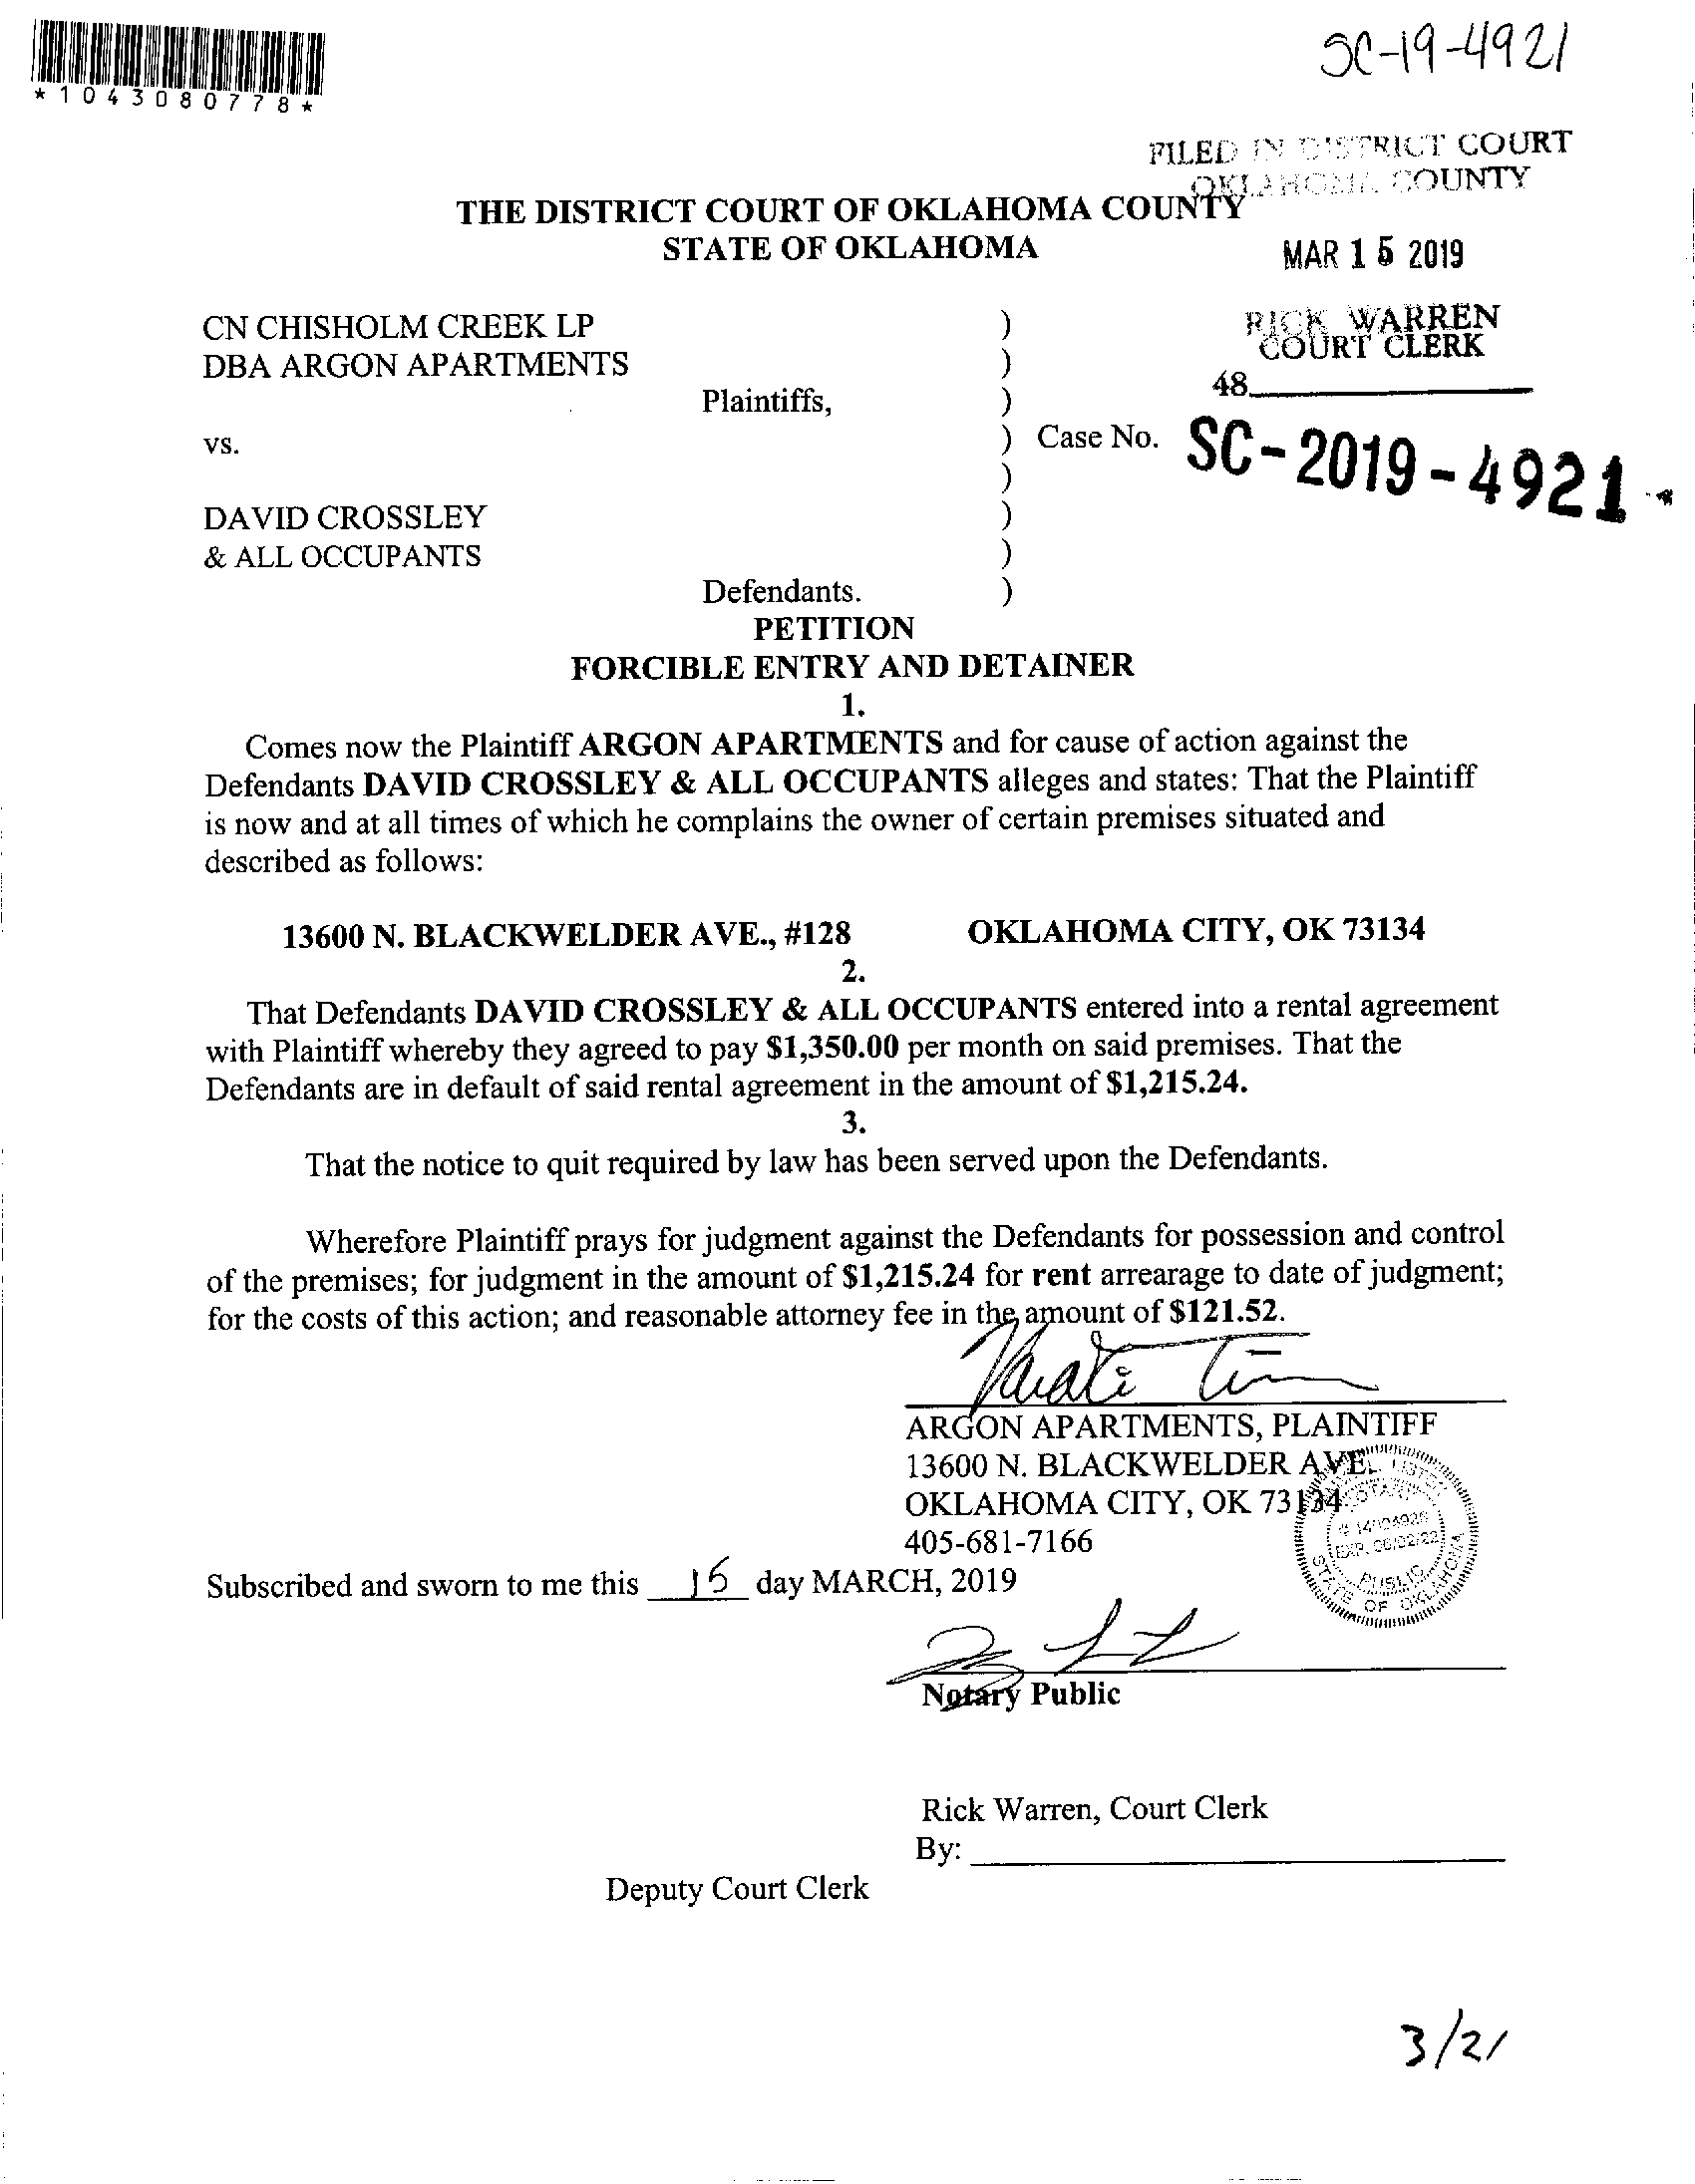 *1043080778*
SC-19-4921
FILED IN DISTRICT COURT
OKLAHOMA COUNTY
THE DISTRICT COURT OF OKLAHOMA COUNTY
STATE OF OKLAHOMA
MAR 15 2019
RICK WARREN
COURT CLERK
48
CN CHISHOLM CREEK LP )
DBA ARGON APARTMENTS )
Plaintiffs, )
vs. ) Case No. SC-2019-4921
)
DAVID CROSSLEY )
& ALL OCCUPANTS )
Defendants. )
PETITION
FORCIBLE ENTRY AND DETAINER
1.
Comes now the Plaintiff ARGON APARTMENTS and for cause of action against the
Defendants DAVID CROSSLEY & ALL OCCUPANTS alleges and states: That the Plaintiff
is now and at all times of which he complains the owner of certain premises situated and
described as follows:
13600 N. BLACKWELDER AVE., #128 OKLAHOMA CITY, OK 73134
2.
That Defendants DAVID CROSSLEY & ALL OCCUPANTS entered into a rental agreement
with Plaintiff whereby they agreed to pay $1,350.00 per month on said premises. That the
Defendants are in default of said rental agreement in the amount of $1,215.24.
3.
That the notice to quit required by law has been served upon the Defendants.
Wherefore Plaintiff prays for judgment against the Defendants for possession and control
of the premises; for judgment in the amount of $1,215.24 for rent arrearage to date of judgment;
for the costs of this action; and reasonable attorney fee in the amount of $121.52.
ARGON APARTMENTS, PLAINTIFF
13600 N. BLACKWELDER AVE.
OKLAHOMA CITY, OK 73134
405-681-7166
PUBLIC
STATE OF OKLAHOMA
Subscribed and sworn to me this 15 day MARCH, 2019
Notary Public
Rick Warren, Court Clerk
By:
Deputy Court Clerk
3/21